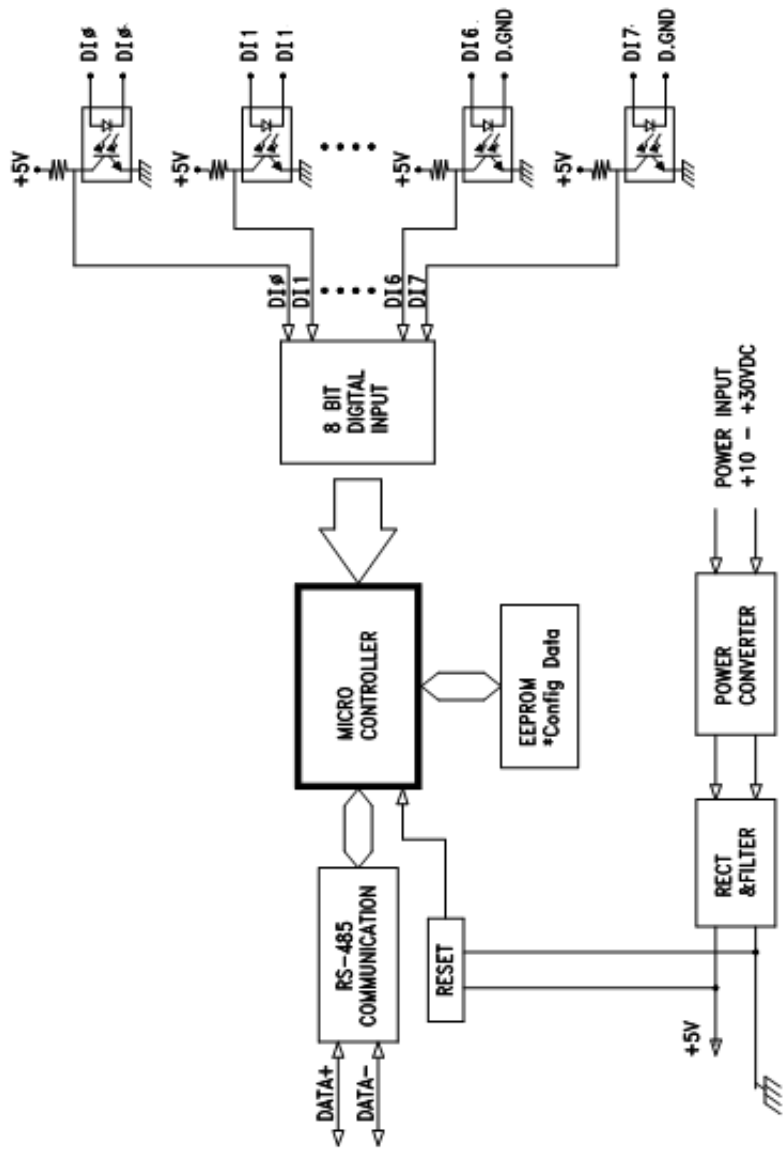 DATA+
DATA-
RS-485
COMMUNICATION
MICRO
CONTROLLER
8 BIT
DIGITAL
INPUT
DIø
DI1
DI6
DI7
+5V
DIø
DIø
+5V
DI1
DI1
+5V
DI6
D.GND
+5V
DI7
D.GND
RESET
EEPROM
*Config Data
+5V
RECT
&FILTER
POWER
CONVERTER
POWER INPUT
+10 - +30VDC